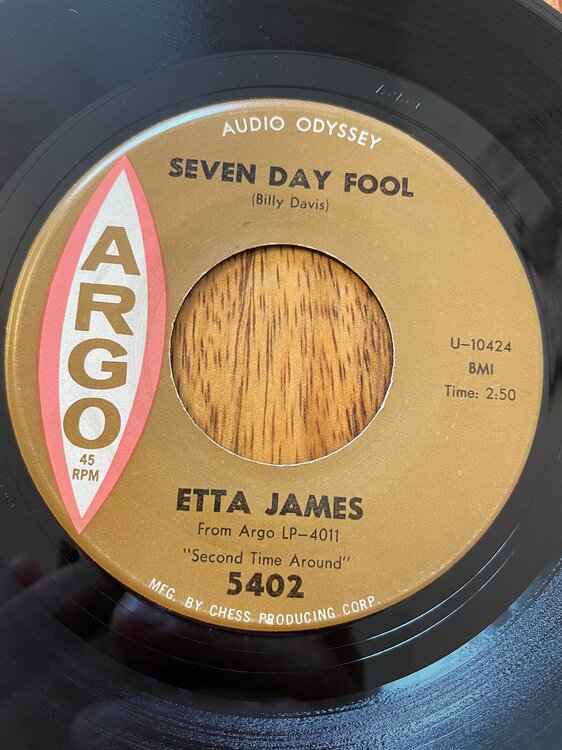 AUDIO ODYSSEY
SEVEN DAY FOOL
(Billy Davis)
ARGO
45
RPM
U-10424
BMI
Time: 2:50
ETTA JAMES
From Argo LP-4011
"Second Time Around"
5402
MFG. BY CHESS PRODUCING CORP.